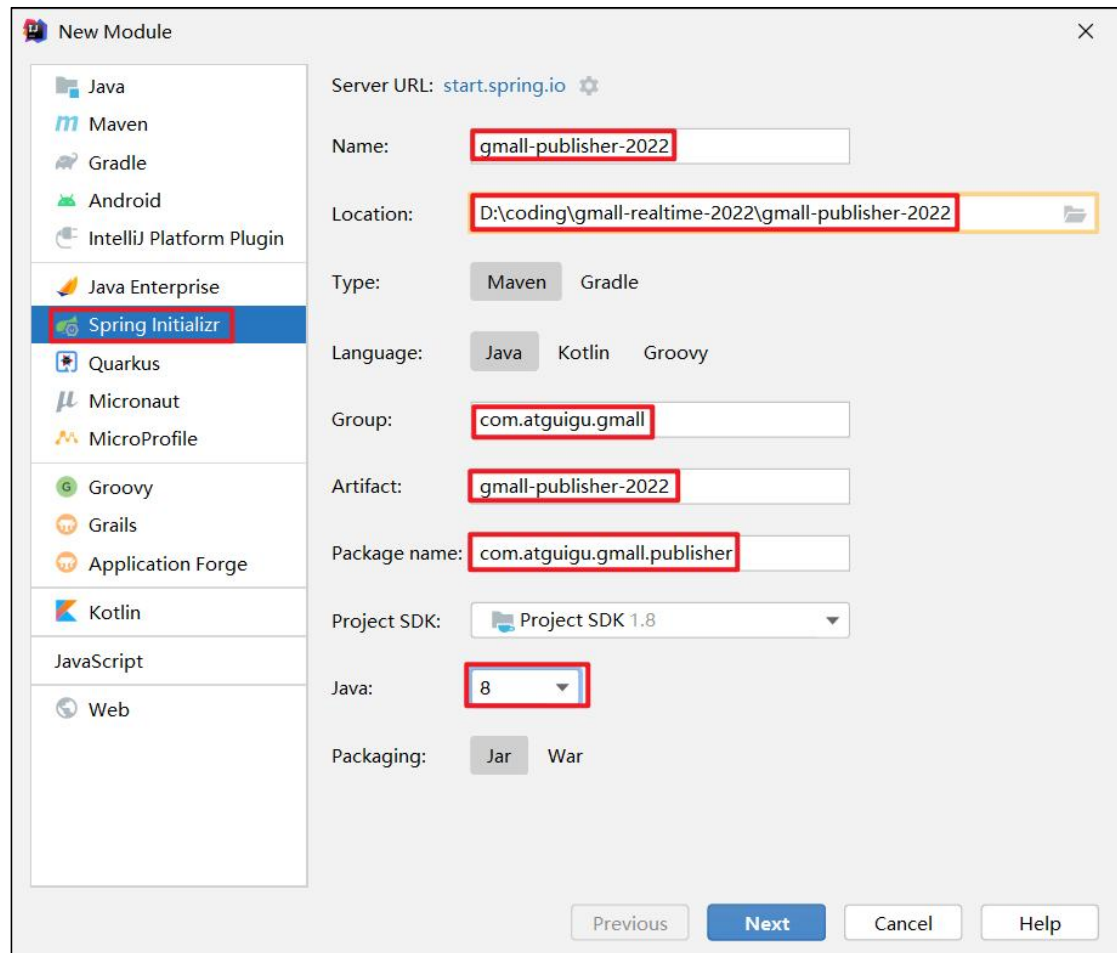 New Module
Java
Maven
Gradle
Android
IntelliJ Platform Plugin
Java Enterprise
Spring Initializr
Quarkus
Micronaut
MicroProfile
Groovy
Grails
Application Forge
Kotlin
JavaScript
Web
Server URL: start.spring.io
Name: gmall-publisher-2022
Location: D:\coding\gmall-realtime-2022\gmall-publisher-2022
Type: Maven Gradle
Language: Java Kotlin Groovy
Group: com.atguigu.gmall
Artifact: gmall-publisher-2022
Package name: com.atguigu.gmall.publisher
Project SDK: Project SDK 1.8
Java: 8
Packaging: Jar War
Previous Next Cancel Help